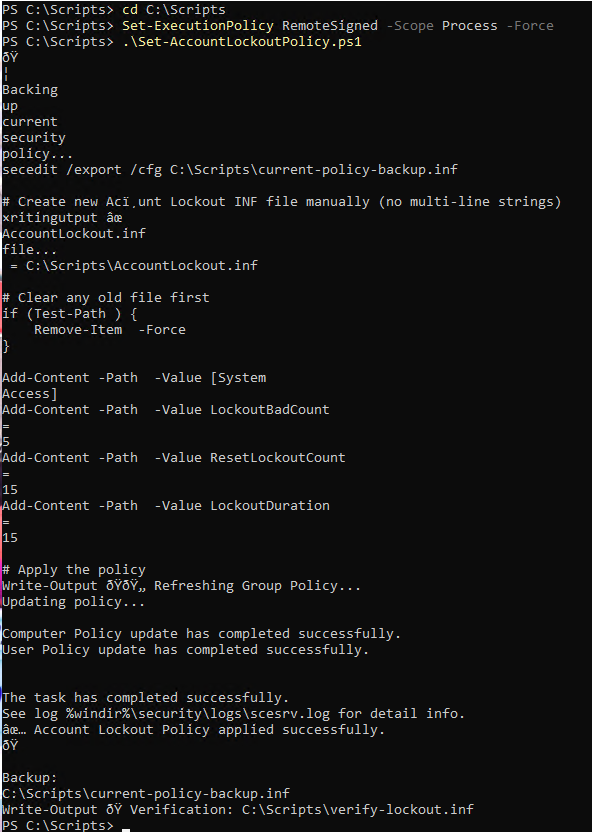 PS C:\Scripts> cd C:\Scripts
PS C:\Scripts> Set-ExecutionPolicy RemoteSigned -Scope Process -Force
PS C:\Scripts> .\Set-AccountLockoutPolicy.ps1
ðŸ
¦
Backing
up
current
security
policy...
secedit /export /cfg C:\Scripts\current-policy-backup.inf

# Create new Acï¸unt Lockout INF file manually (no multi-line strings)
×ritingutput âœ
AccountLockout.inf
file...
 = C:\Scripts\AccountLockout.inf

# Clear any old file first
if (Test-Path ) {
    Remove-Item  -Force
}

Add-Content -Path  -Value [System
Access]
Add-Content -Path  -Value LockoutBadCount
=
5
Add-Content -Path  -Value ResetLockoutCount
=
15
Add-Content -Path  -Value LockoutDuration
=
15

# Apply the policy
Write-Output ðŸðŸ„ Refreshing Group Policy...
Updating policy...

Computer Policy update has completed successfully.
User Policy update has completed successfully.

The task has completed successfully.
See log %windir%\security\logs\scesrv.log for detail info.
âœ… Account Lockout Policy applied successfully.
ðŸ

Backup:
C:\Scripts\current-policy-backup.inf
Write-Output ðŸ Verification: C:\Scripts\verify-lockout.inf
PS C:\Scripts>